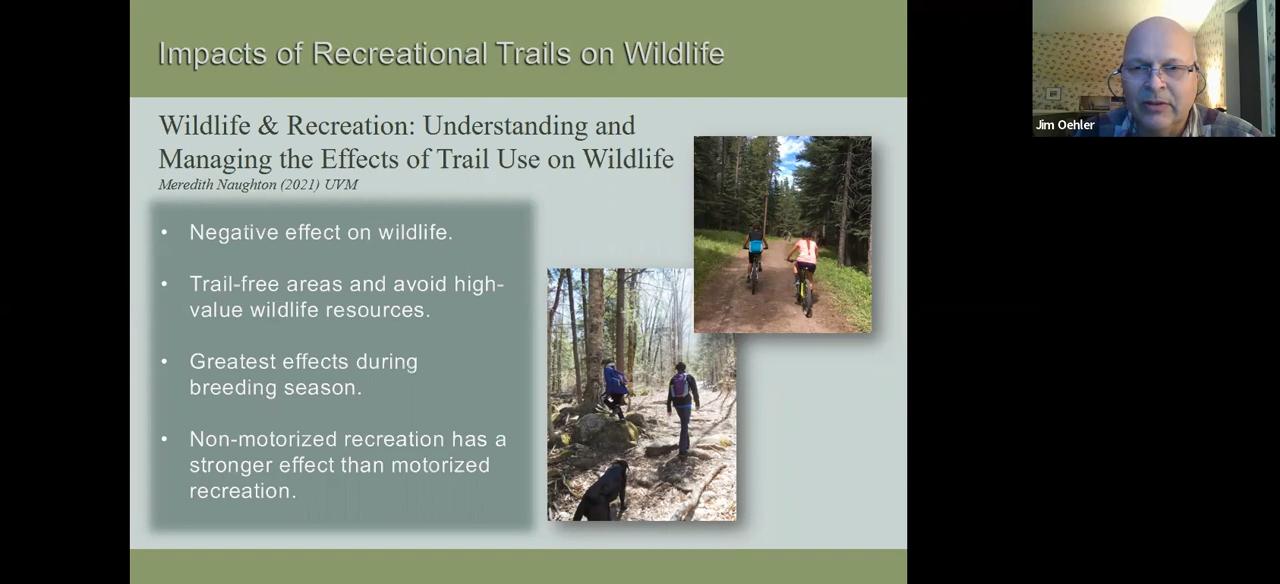 Impacts of Recreational Trails on Wildlife
Wildlife & Recreation: Understanding and
Managing the Effects of Trail Use on Wildlife
Meredith Naughton (2021) UVM
• Negative effect on wildlife.
• Trail-free areas and avoid high-
value wildlife resources.
• Greatest effects during
breeding season.
• Non-motorized recreation has a
stronger effect than motorized
recreation.
Jim Oehler